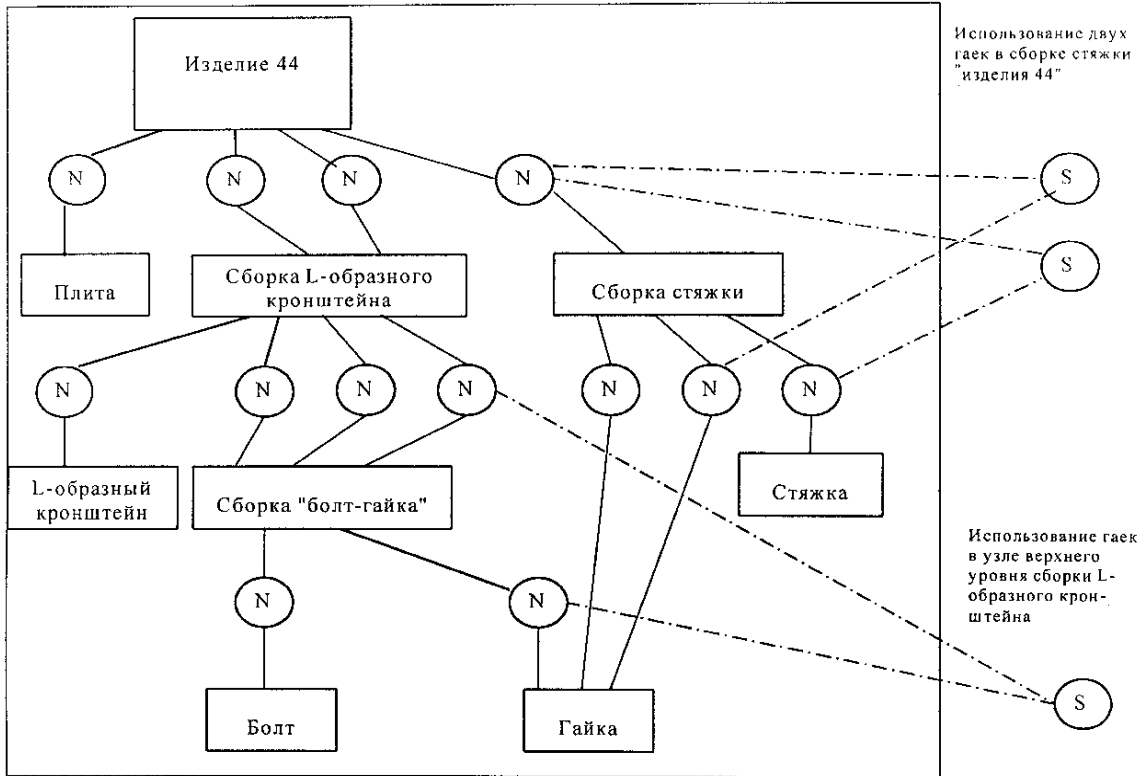 Изделие 44
Использование двух
гаек в сборке стяжки
"изделия 44"
N
N
N
N
S
S
Плита
Сборка L-образного
кронштейна
Сборка стяжки
N
N
N
N
N
N
N
L-образный
кронштейн
Сборка "болт-гайка"
Стяжка
Использование гаек
в узле верхнего
уровня сборки L-
образного крон-
штейна
N
N
S
Болт
Гайка